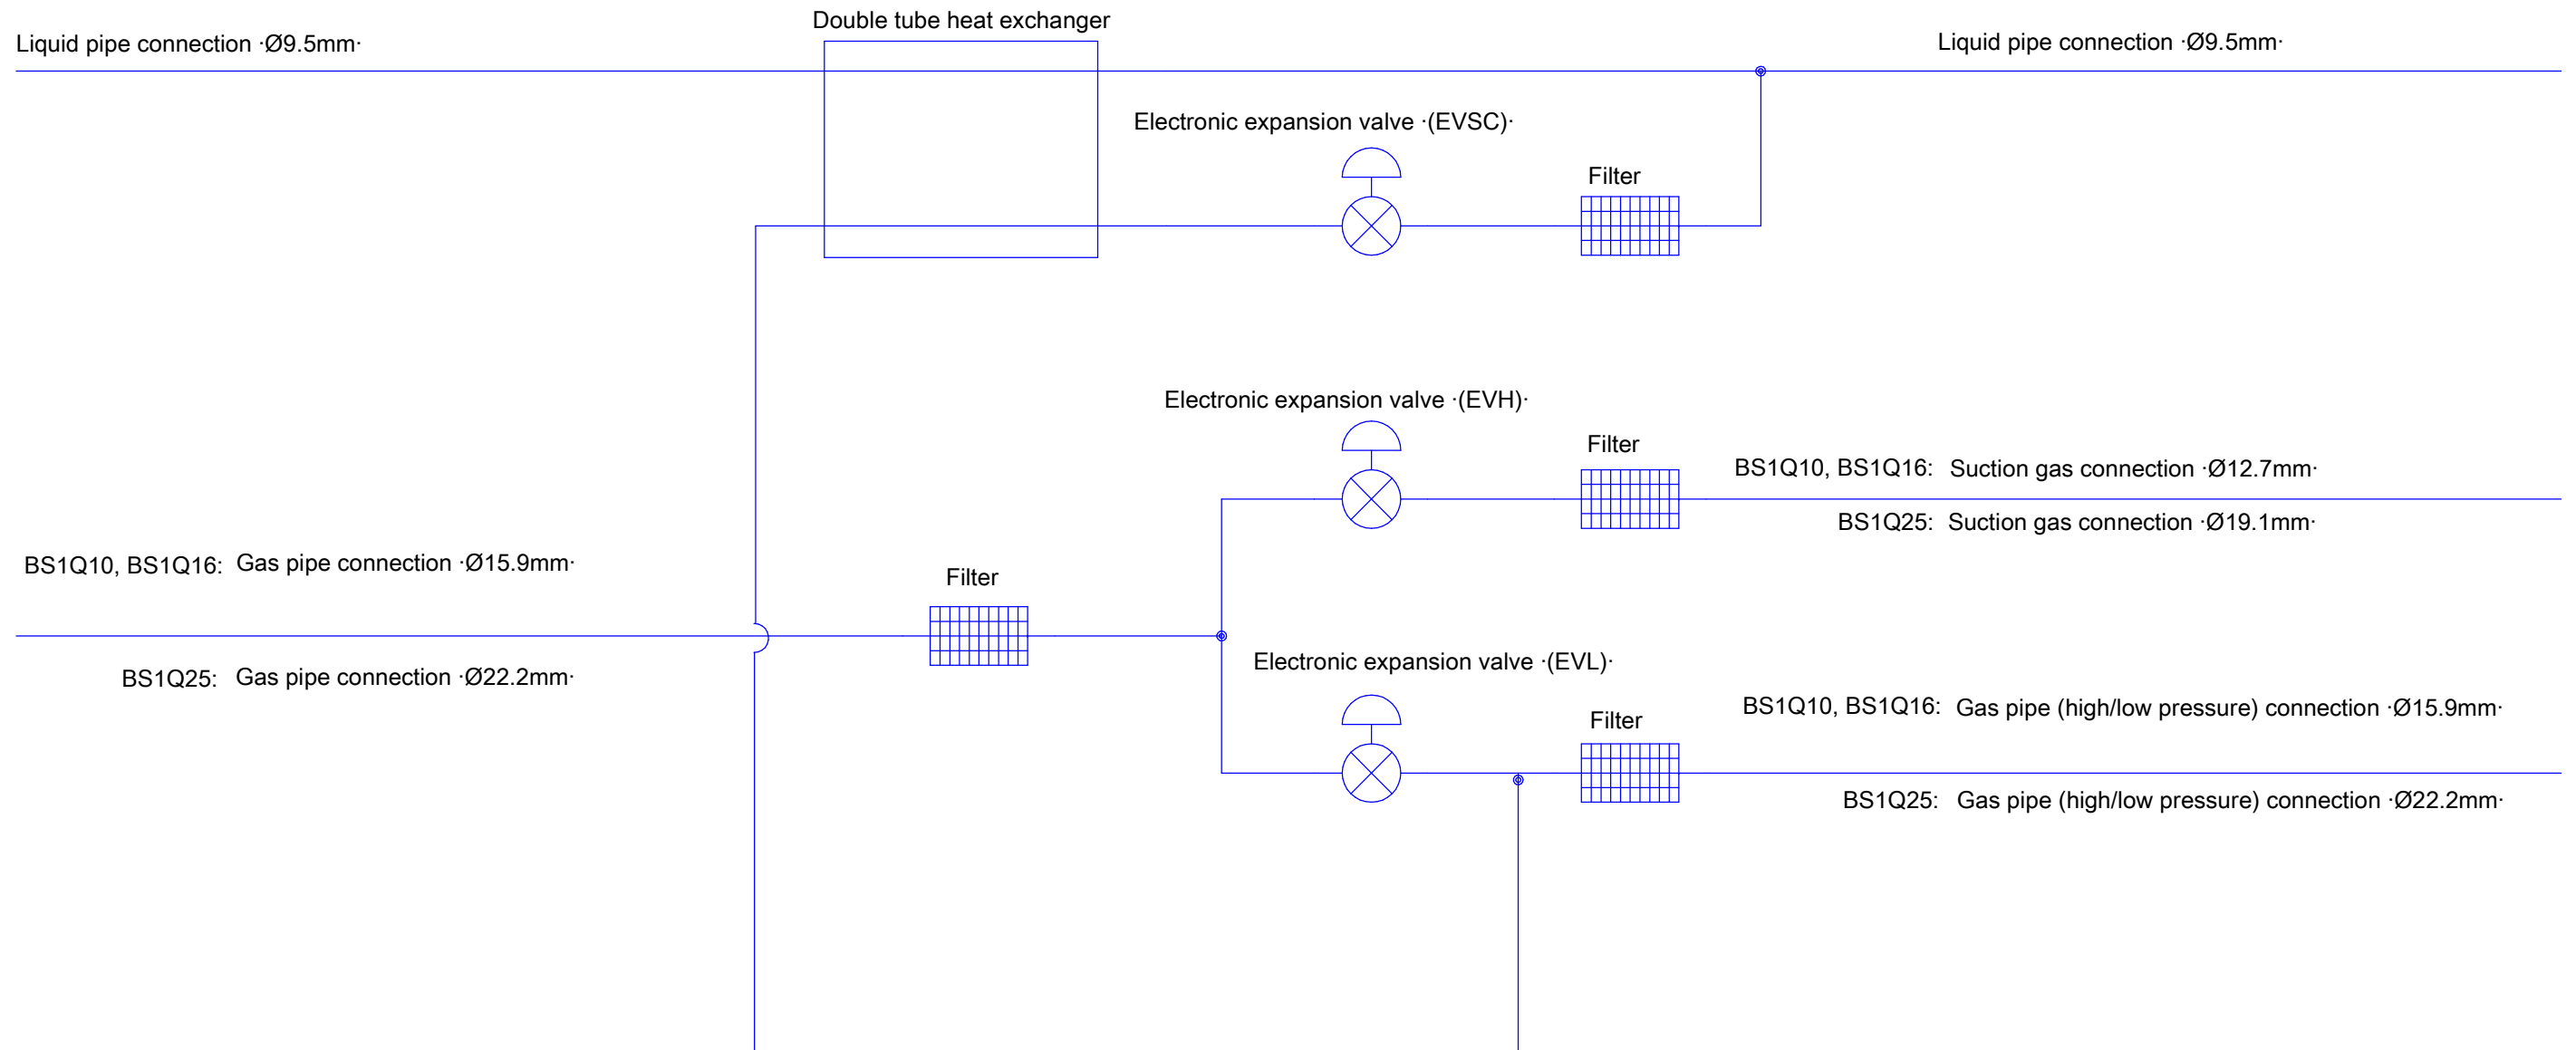 Double tube heat exchanger
Liquid pipe connection ·Ø9.5mm·
Liquid pipe connection ·Ø9.5mm·
Electronic expansion valve ·(EVSC)·
Filter
Electronic expansion valve ·(EVH)·
Filter
BS1Q10, BS1Q16: Suction gas connection ·Ø12.7mm·
BS1Q25: Suction gas connection ·Ø19.1mm·
BS1Q10, BS1Q16: Gas pipe connection ·Ø15.9mm·
Filter
BS1Q25: Gas pipe connection ·Ø22.2mm·
Electronic expansion valve ·(EVL)·
Filter
BS1Q10, BS1Q16: Gas pipe (high/low pressure) connection ·Ø15.9mm·
BS1Q25: Gas pipe (high/low pressure) connection ·Ø22.2mm·